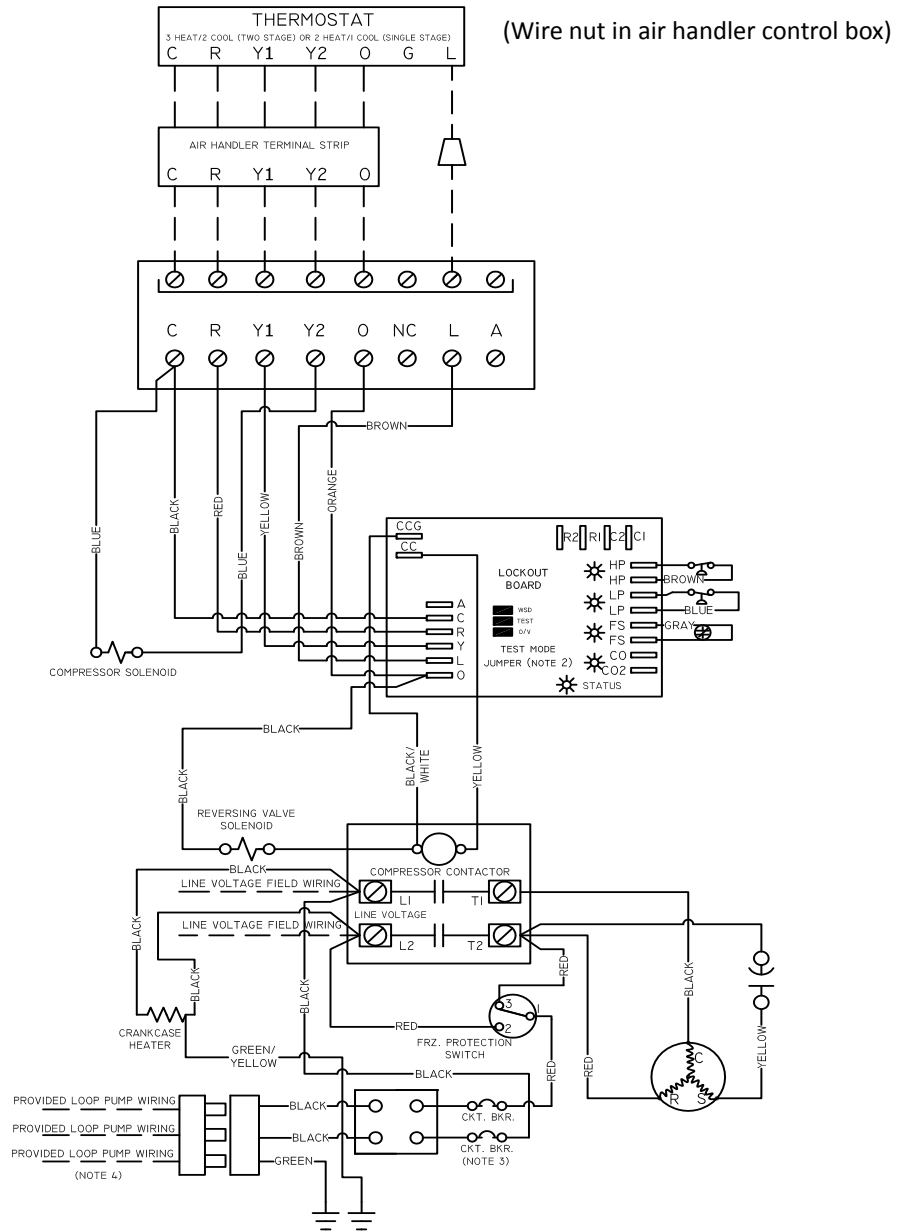 THERMOSTAT
(Wire nut in air handler control box)
3 HEAT/2 COOL (TWO STAGE) OR 2 HEAT/1 COOL (SINGLE STAGE)
C R Y1 Y2 O G L
AIR HANDLER TERMINAL STRIP
C R Y1 Y2 O
C R Y1 Y2 O NC L A
BROWN
BLUE
BLACK
RED
YELLOW
BLUE
BROWN
ORANGE
CCG
CC
R2 R1 C2 C1
LOCKOUT
BOARD
HP
HP
BROWN
LP
LP
BLUE
FS
GRAY
FS
CO
CO2
A
C
R
Y
L
O
WSD
TEST
O/V
TEST MODE
JUMPER (NOTE 2)
STATUS
COMPRESSOR SOLENOID
BLACK
BLACK
BLACK/
WHITE
YELLOW
REVERSING VALVE
SOLENOID
BLACK
COMPRESSOR CONTACTOR
LINE VOLTAGE FIELD WIRING
L1
T1
LINE VOLTAGE
LINE VOLTAGE FIELD WIRING
L2
T2
BLACK
BLACK
BLACK
RED
BLACK
CRANKCASE
HEATER
GREEN/
YELLOW
RED
3
1
2
FRZ. PROTECTION
SWITCH
RED
RED
C
R
S
YELLOW
BLACK
PROVIDED LOOP PUMP WIRING
BLACK
CKT. BKR.
PROVIDED LOOP PUMP WIRING
BLACK
CKT. BKR.
(NOTE 3)
PROVIDED LOOP PUMP WIRING
GREEN
(NOTE 4)